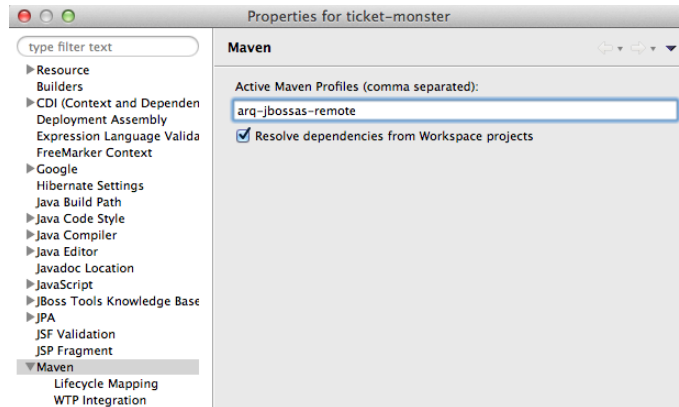 Properties for ticket-monster
type filter text
Resource
Builders
CDI (Context and Dependen
Deployment Assembly
Expression Language Valida
FreeMarker Context
Google
Hibernate Settings
Java Build Path
Java Code Style
Java Compiler
Java Editor
Javadoc Location
JavaScript
JBoss Tools Knowledge Base
JPA
JSF Validation
JSP Fragment
Maven
Lifecycle Mapping
WTP Integration
Maven
Active Maven Profiles (comma separated):
arq-jbossas-remote
Resolve dependencies from Workspace projects